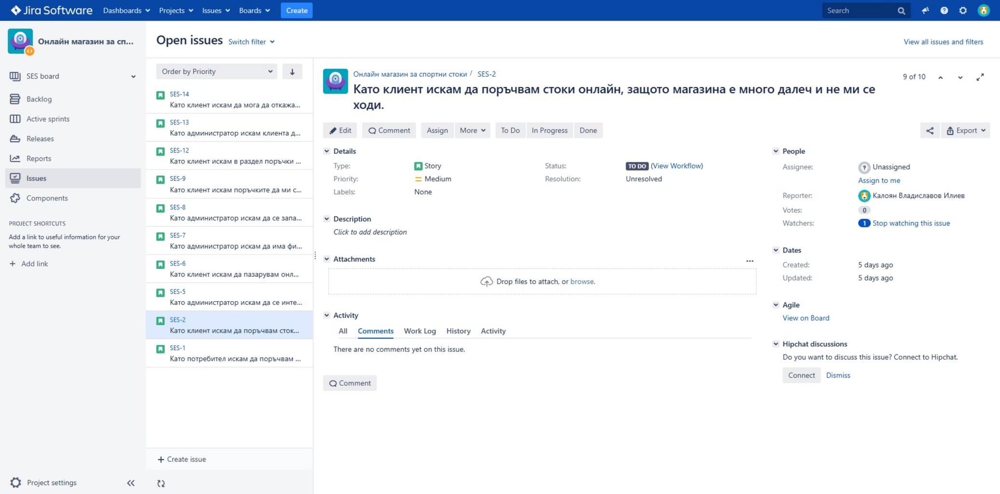 Jira Software
Dashboards
Projects
Issues
Boards
Create
Search
Онлайн магазин за сп...
SES board
Backlog
Active sprints
Releases
Reports
Issues
Components
PROJECT SHORTCUTS
Add a link to useful information for your
whole team to see.
+ Add link
Project settings
Open issues
Switch filter
View all issues and filters
Order by Priority
SES-14
Като клиент искам да мога да откажа...
SES-13
Като администратор искам клиента д...
SES-12
Като клиент искам в раздел поръчки ...
SES-9
Като клиент искам поръчките да ми с...
SES-8
Като администратор искам да се запа...
SES-7
Като администратор искам да има фи...
SES-6
Като клиент искам да пазарувам онл...
SES-5
Като администратор искам да се инте...
SES-2
Като клиент искам да поръчвам сток...
SES-1
Като потребител искам да поръчвам ...
+ Create issue
Онлайн магазин за спортни стоки / SES-2
9 of 10
Като клиент искам да поръчвам стоки онлайн, защото магазина е много далеч и не ми се
ходи.
Edit
Comment
Assign
More
To Do
In Progress
Done
Export
Details
Type: Story
Status: TO DO (View Workflow)
Priority: Medium
Resolution: Unresolved
Labels: None
Description
Click to add description
Attachments
...
Drop files to attach, or browse.
Activity
All
Comments
Work Log
History
Activity
There are no comments yet on this issue.
Comment
People
Assignee: Unassigned
Assign to me
Reporter: Калоян Владиславов Илиев
Votes: 0
Watchers: 1 Stop watching this issue
Dates
Created: 5 days ago
Updated: 5 days ago
Agile
View on Board
Hipchat discussions
Do you want to discuss this issue? Connect to Hipchat.
Connect
Dismiss